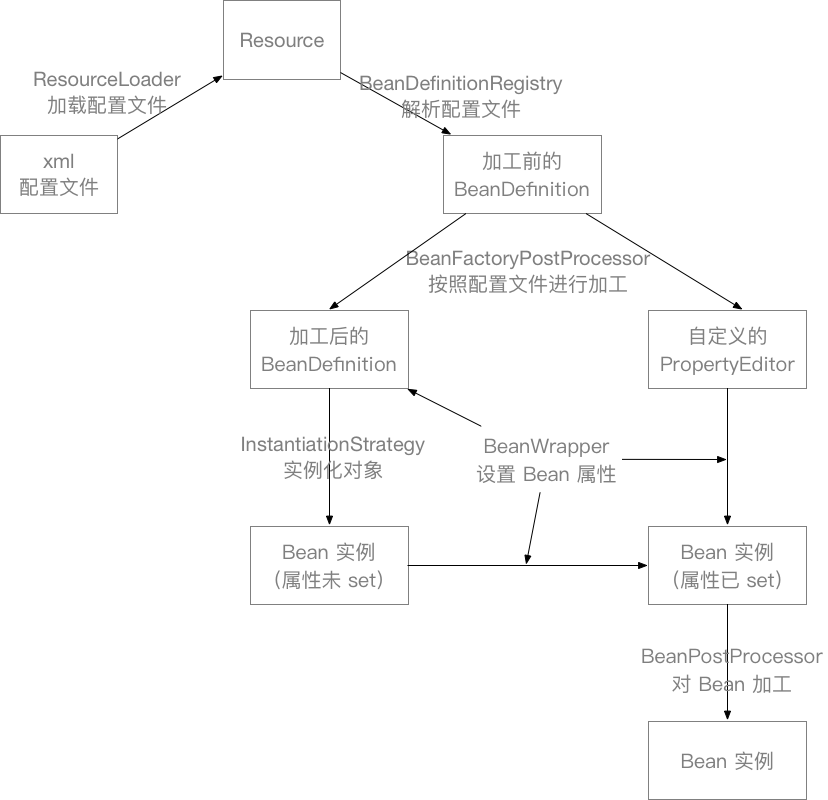 Resource
ResourceLoader
加载配置文件
BeanDefinitionRegistry
解析配置文件
xml
配置文件
加工前的
BeanDefinition
BeanFactoryPostProcessor
按照配置文件进行加工
加工后的
BeanDefinition
自定义的
PropertyEditor
InstantiationStrategy
实例化对象
BeanWrapper
设置 Bean 属性
Bean 实例
（属性未 set）
Bean 实例
（属性已 set）
BeanPostProcessor
对 Bean 加工
Bean 实例